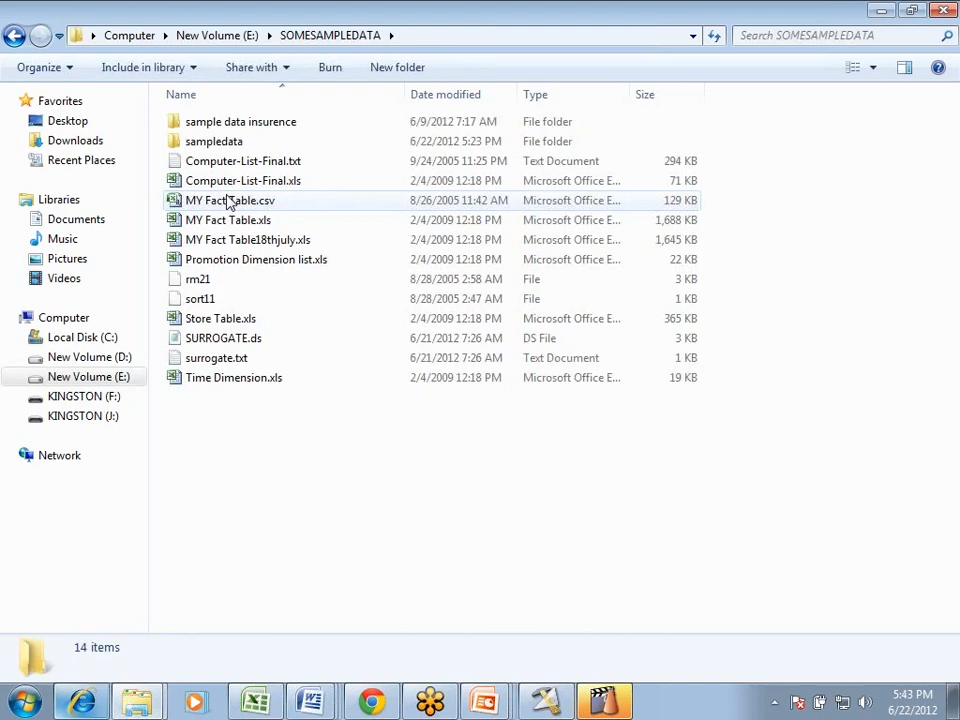 Computer New Volume (E:) SOMESAMPLEDATA Search SOMESAMPLEDATA
Organize Include in library Share with Burn New folder
Name Date modified Type Size
Favorites
Desktop
Downloads
Recent Places
Libraries
Documents
Music
Pictures
Videos
Computer
Local Disk (C:)
New Volume (D:)
New Volume (E:)
KINGSTON (F:)
KINGSTON (J:)
Network
sample data insurence 6/9/2012 7:17 AM File folder
sampledata 6/22/2012 5:23 PM File folder
Computer-List-Final.txt 9/24/2005 11:25 PM Text Document 294 KB
Computer-List-Final.xls 2/4/2009 12:18 PM Microsoft Office E... 71 KB
MY Fact Table.csv 8/26/2005 11:42 AM Microsoft Office E... 129 KB
MY Fact Table.xls 2/4/2009 12:18 PM Microsoft Office E... 1,688 KB
MY Fact Table18thjuly.xls 2/4/2009 12:18 PM Microsoft Office E... 1,645 KB
Promotion Dimension list.xls 2/4/2009 12:18 PM Microsoft Office E... 22 KB
rm21 8/28/2005 2:58 AM File 3 KB
sort11 8/28/2005 2:47 AM File 1 KB
Store Table.xls 2/4/2009 12:18 PM Microsoft Office E... 365 KB
SURROGATE.ds 6/21/2012 7:26 AM DS File 3 KB
surrogate.txt 6/21/2012 7:26 AM Text Document 1 KB
Time Dimension.xls 2/4/2009 12:18 PM Microsoft Office E... 19 KB
14 items
5:43 PM
6/22/2012